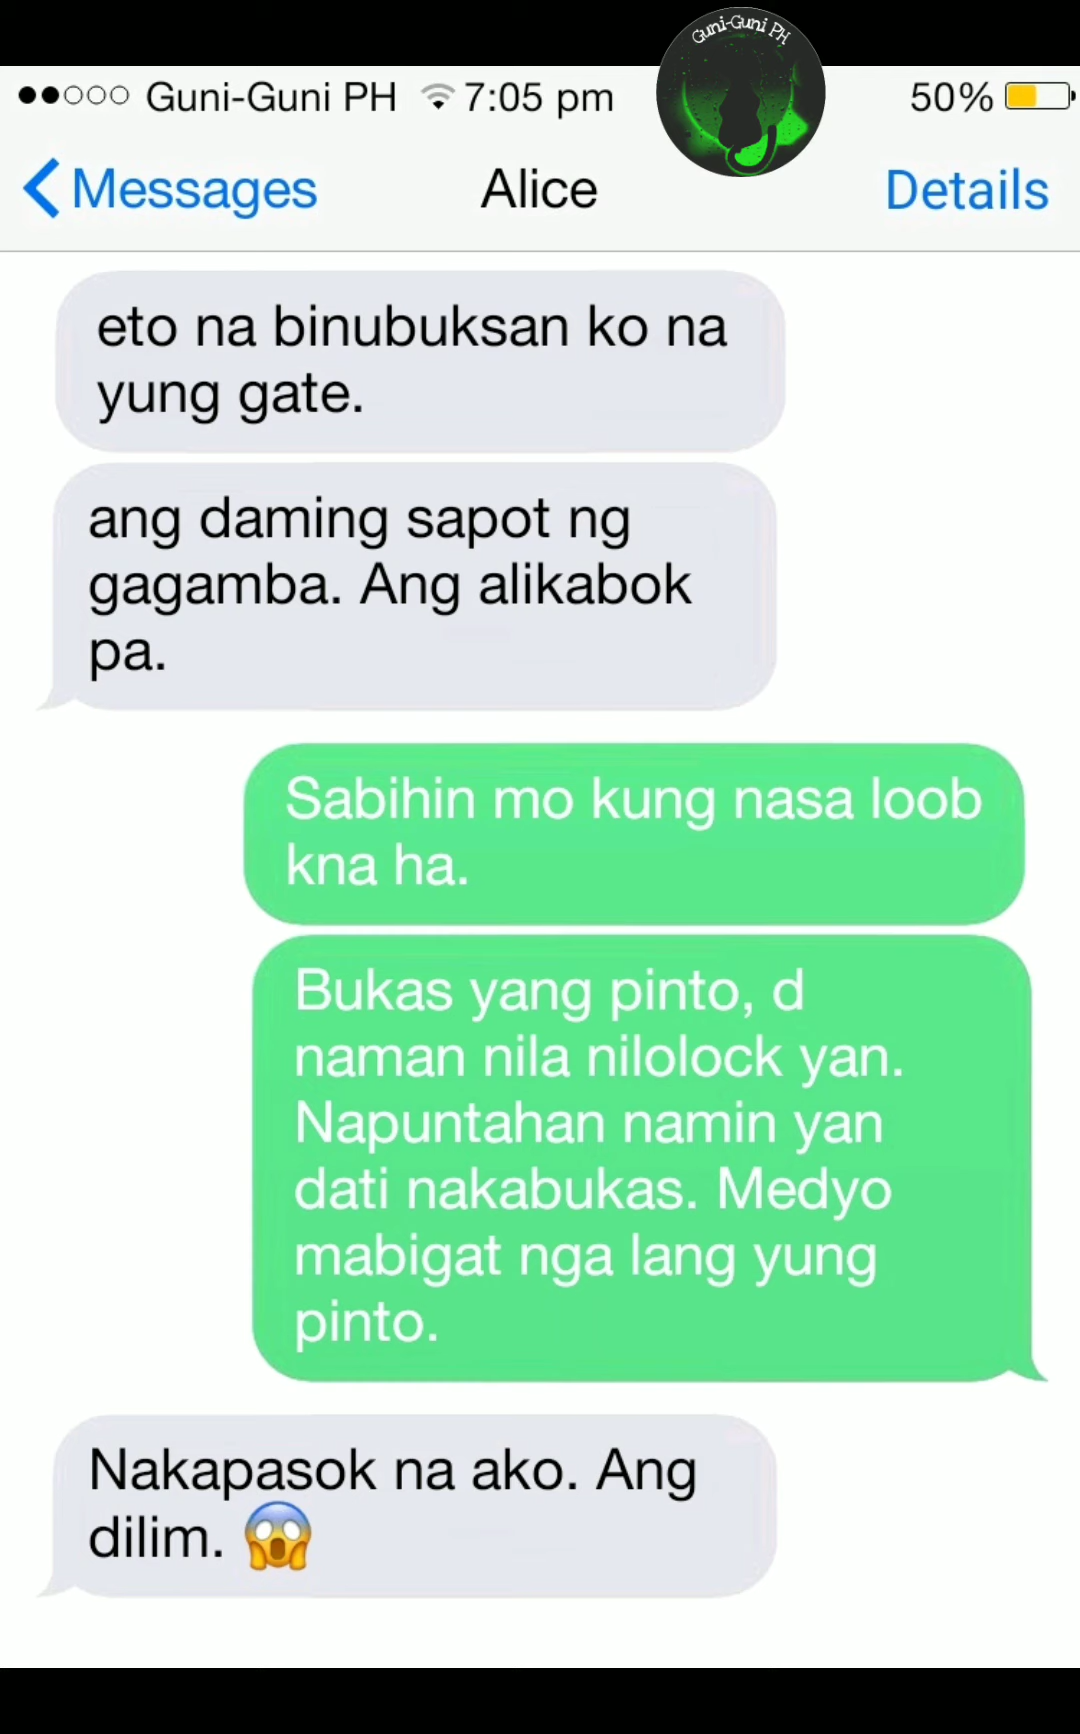 Guni-Guni PH
Guni-Guni PH 7:05 pm 50%
Messages Alice Details
eto na binubuksan ko na
yung gate.
ang daming sapot ng
gagamba. Ang alikabok
pa.
Sabihin mo kung nasa loob
kna ha.
Bukas yang pinto, d
naman nila nilolock yan.
Napuntahan namin yan
dati nakabukas. Medyo
mabigat nga lang yung
pinto.
Nakapasok na ako. Ang
dilim. 😱